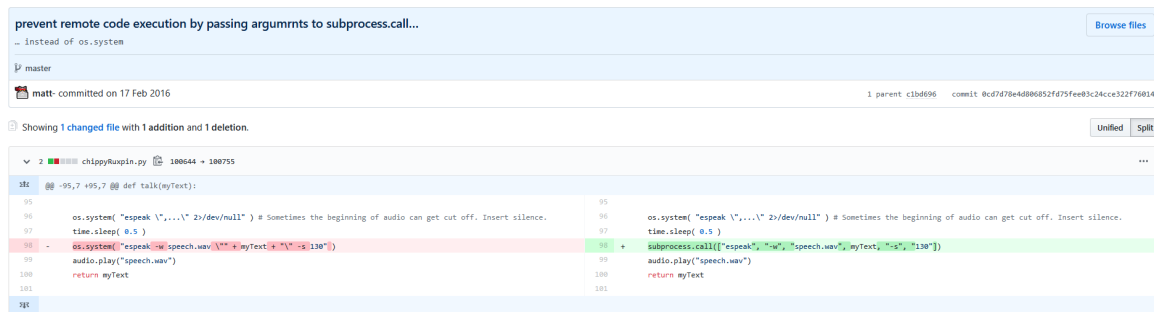 prevent remote code execution by passing argumrnts to subprocess.call...
Browse files
… instead of os.system
master
matt- committed on 17 Feb 2016
1 parent c1bd696 commit 0cd7d78e4d806852fd75fee03c24cce322f76014
Showing 1 changed file with 1 addition and 1 deletion.
Unified Split
2 chippyRuxpin.py 100644 → 100755 ...
@@ -95,7 +95,7 @@ def talk(myText):
95 95
96 os.system( "espeak \",...\" 2>/dev/null" ) # Sometimes the beginning of audio can get cut off. Insert silence. 96 os.system( "espeak \",...\" 2>/dev/null" ) # Sometimes the beginning of audio can get cut off. Insert silence.
97 time.sleep( 0.5 ) 97 time.sleep( 0.5 )
98 - os.system( "espeak -w speech.wav \"" + myText + "\" -s 130" ) 98 + subprocess.call(["espeak", "-w", "speech.wav", myText, "-s", "130"])
99 audio.play("speech.wav") 99 audio.play("speech.wav")
100 return myText 100 return myText
101 101